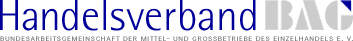 Handelsverband BAG
BUNDESARBEITSGEMEINSCHAFT DER MITTEL- UND GROSSBETRIEBE DES EINZELHANDELS E. V.